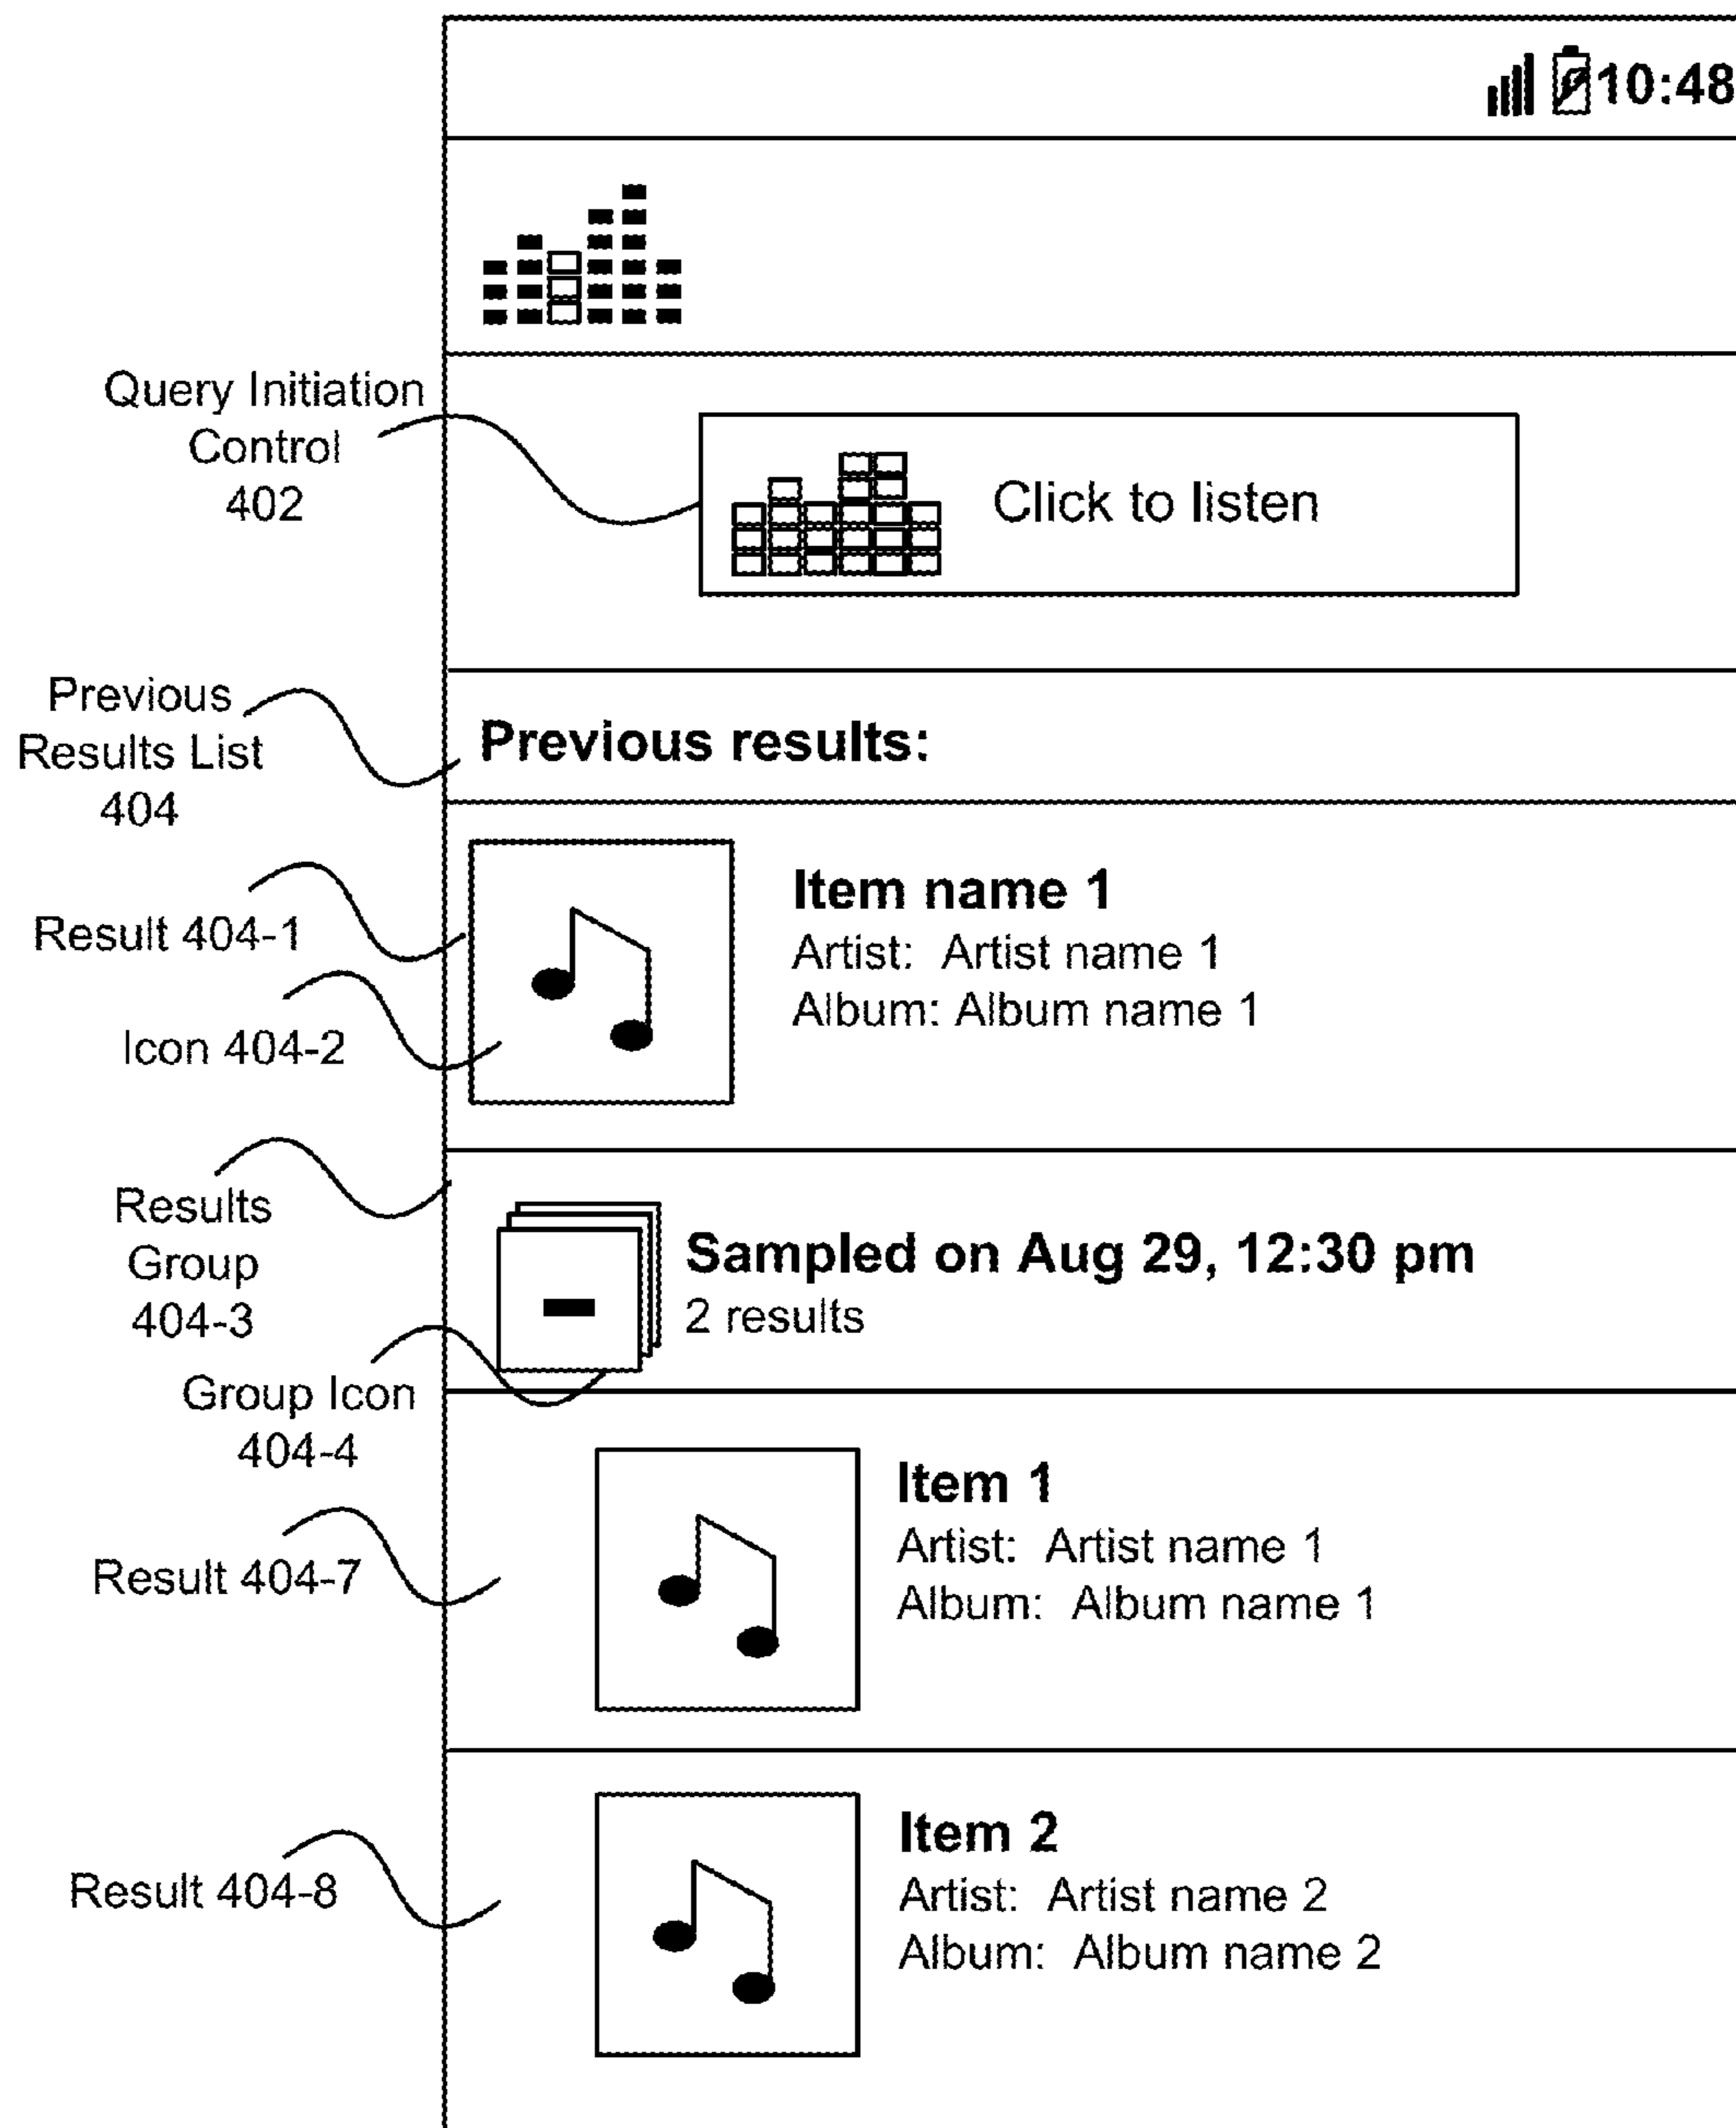 10:48
Query Initiation
Control
402
Click to listen
Previous
Results List
404
Previous results:
Result 404-1
Item name 1
Artist: Artist name 1
Album: Album name 1
Icon 404-2
Results
Group
404-3
Sampled on Aug 29, 12:30 pm
2 results
Group Icon
404-4
Item 1
Artist: Artist name 1
Album: Album name 1
Result 404-7
Item 2
Artist: Artist name 2
Album: Album name 2
Result 404-8